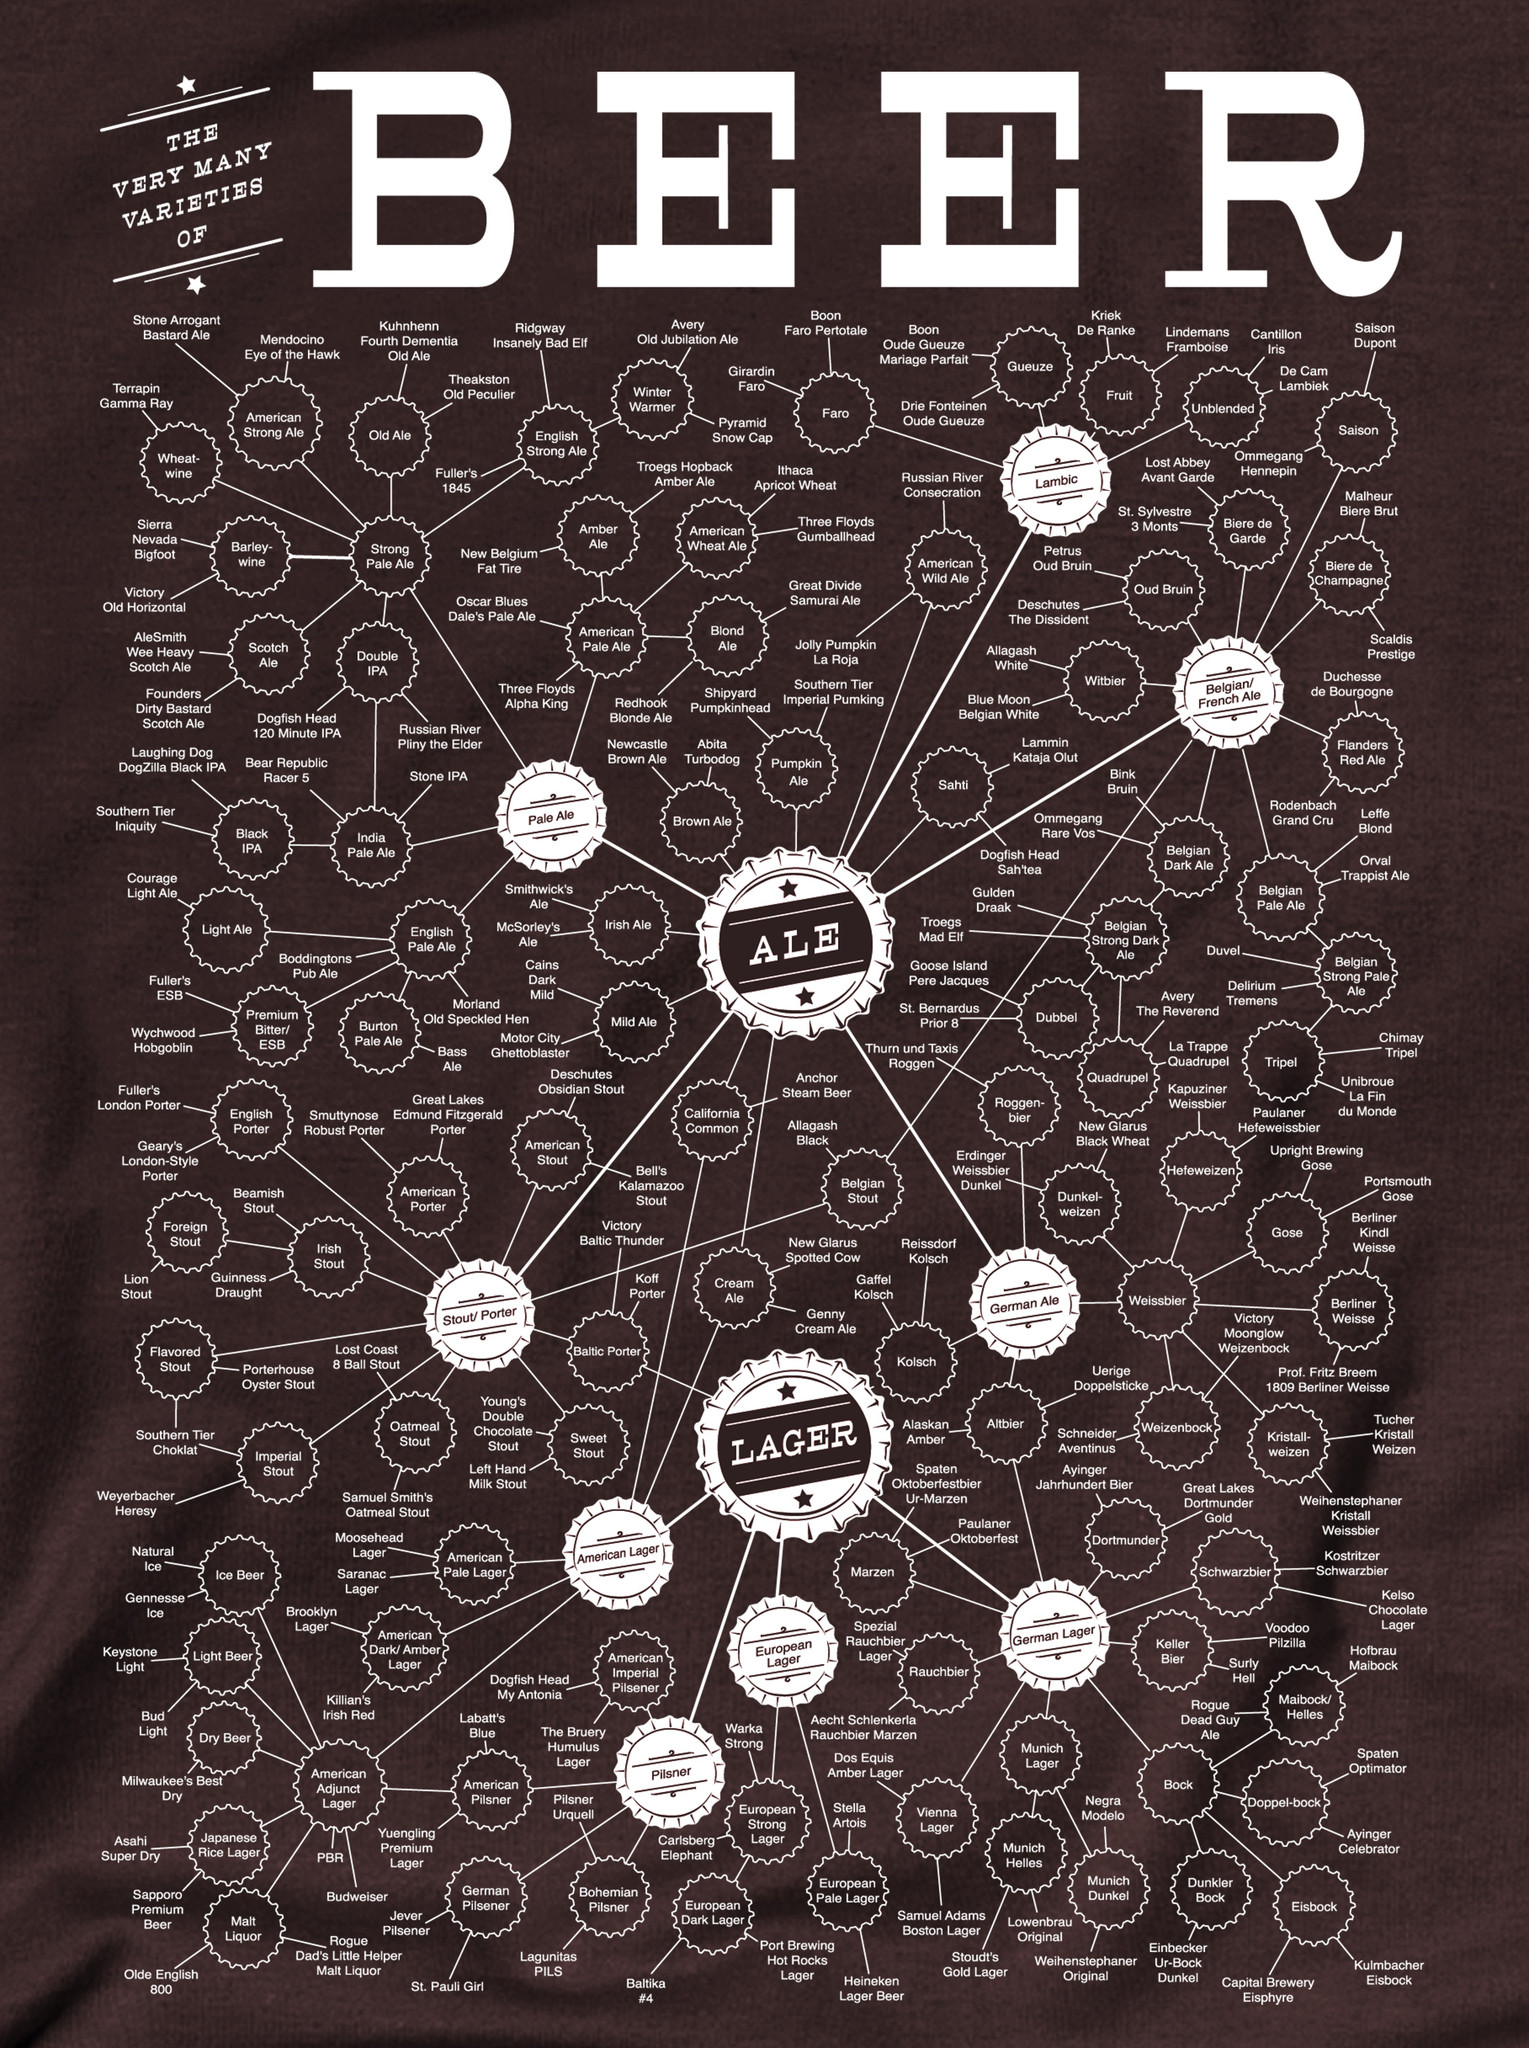 THE
VERY MANY
VARIETIES
OF
BEER
Stone Arrogant
Bastard Ale
Mendocino
Eye of the Hawk
Kuhnhenn
Fourth Dementia
Old Ale
Ridgway
Insanely Bad Elf
Avery
Old Jubilation Ale
Boon
Faro Pertotale
Boon
Oude Gueuze
Mariage Parfait
Gueuze
Kriek
De Ranke
Lindemans
Framboise
Cantillon
Iris
Saison
Dupont
Terrapin
Gamma Ray
American
Strong Ale
Old Ale
Theakston
Old Peculier
Winter
Warmer
Girardin
Faro
Faro
Drie Fonteinen
Oude Gueuze
Fruit
Unblended
De Cam
Lambiek
Saison
Wheat-
wine
Fuller's
1845
English
Strong Ale
Pyramid
Snow Cap
Lambic
Ommegang
Hennepin
Troegs Hopback
Amber Ale
Ithaca
Apricot Wheat
Russian River
Consecration
Lost Abbey
Avant Garde
Malheur
Biere Brut
Sierra
Nevada
Bigfoot
Barley-
wine
Strong
Pale Ale
New Belgium
Fat Tire
Amber
Ale
American
Wheat Ale
Three Floyds
Gumballhead
American
Wild Ale
St. Sylvestre
3 Monts
Biere de
Garde
Petrus
Oud Bruin
Oud Bruin
Biere de
Champagne
Victory
Old Horizontal
Oscar Blues
Dale's Pale Ale
American
Pale Ale
Blond
Ale
Great Divide
Samurai Ale
Deschutes
The Dissident
Scaldis
Prestige
AleSmith
Wee Heavy
Scotch Ale
Scotch
Ale
Double
IPA
Jolly Pumpkin
La Roja
Allagash
White
Witbier
Belgian/
French Ale
Founders
Dirty Bastard
Scotch Ale
Dogfish Head
120 Minute IPA
Russian River
Pliny the Elder
Three Floyds
Alpha King
Redhook
Blonde Ale
Shipyard
Pumpkinhead
Southern Tier
Imperial Pumking
Blue Moon
Belgian White
Duchesse
de Bourgogne
Flanders
Red Ale
Laughing Dog
DogZilla Black IPA
Bear Republic
Racer 5
Stone IPA
Newcastle
Brown Ale
Abita
Turbodog
Pumpkin
Ale
Sahti
Lammin
Kataja Olut
Bink
Bruin
Rodenbach
Grand Cru
Southern Tier
Iniquity
Black
IPA
India
Pale Ale
Pale Ale
Brown Ale
Dogfish Head
Sah'tea
Ommegang
Rare Vos
Belgian
Dark Ale
Leffe
Blond
Orval
Trappist Ale
Belgian
Pale Ale
Courage
Light Ale
Light Ale
English
Pale Ale
Smithwick's
Ale
McSorley's
Ale
Irish Ale
ALE
Gulden
Draak
Troegs
Mad Elf
Belgian
Strong Dark
Ale
Duvel
Delirium
Tremens
Belgian
Strong Pale
Ale
Boddingtons
Pub Ale
Fuller's
ESB
Wychwood
Hobgoblin
Premium
Bitter/
ESB
Burton
Pale Ale
Bass
Ale
Morland
Old Speckled Hen
Cains
Dark
Mild
Motor City
Ghettoblaster
Mild Ale
Goose Island
Pere Jacques
St. Bernardus
Prior 8
Dubbel
Avery
The Reverend
La Trappe
Quadrupel
Quadrupel
Tripel
Chimay
Tripel
Unibroue
La Fin
du Monde
Fuller's
London Porter
English
Porter
Geary's
London-Style
Porter
Smuttynose
Robust Porter
Great Lakes
Edmund Fitzgerald
Porter
American
Porter
Deschutes
Obsidian Stout
American
Stout
Bell's
Kalamazoo
Stout
California
Common
Anchor
Steam Beer
Thurn und Taxis
Roggen
Roggen-
bier
New Glarus
Black Wheat
Kapuziner
Weissbier
Paulaner
Hefeweissbier
Hefeweizen
Allagash
Black
Belgian
Stout
Erdinger
Weissbier
Dunkel
Dunkel-
weizen
Upright Brewing
Gose
Portsmouth
Gose
Gose
Foreign
Stout
Beamish
Stout
Irish
Stout
Lion
Stout
Guinness
Draught
Stout/ Porter
Victory
Baltic Thunder
Koff
Porter
Baltic Porter
Cream
Ale
New Glarus
Spotted Cow
Genny
Cream Ale
Reissdorf
Kolsch
Gaffel
Kolsch
Kolsch
German Ale
Weissbier
Berliner
Kindl
Weisse
Berliner
Weisse
Victory
Moonglow
Weizenbock
Prof. Fritz Breem
1809 Berliner Weisse
Flavored
Stout
Porterhouse
Oyster Stout
Lost Coast
8 Ball Stout
Southern Tier
Choklat
Imperial
Stout
Weyerbacher
Heresy
Oatmeal
Stout
Samuel Smith's
Oatmeal Stout
Young's
Double
Chocolate
Stout
Left Hand
Milk Stout
Sweet
Stout
LAGER
Alaskan
Amber
Altbier
Uerige
Doppelsticke
Schneider
Aventinus
Weizenbock
Kristall-
weizen
Tucher
Kristall
Weizen
Weihenstephaner
Kristall
Weissbier
Spaten
Oktoberfestbier
Ur-Marzen
Paulaner
Oktoberfest
Marzen
Ayinger
Jahrhundert Bier
Great Lakes
Dortmunder
Gold
Dortmunder
Schwarzbier
Kostritzer
Schwarzbier
Kelso
Chocolate
Lager
Natural
Ice
Gennesse
Ice
Ice Beer
Moosehead
Lager
Saranac
Lager
American
Pale Lager
American Lager
Brooklyn
Lager
American
Dark/ Amber
Lager
Killian's
Irish Red
Keystone
Light
Light Beer
Bud
Light
European
Lager
Spezial
Rauchbier
Lager
Rauchbier
Aecht Schlenkerla
Rauchbier Marzen
German Lager
Keller
Bier
Voodoo
Pilzilla
Surly
Hell
Hofbrau
Maibock
Maibock/
Helles
Rogue
Dead Guy
Ale
Dogfish Head
My Antonia
American
Imperial
Pilsener
The Bruery
Humulus
Lager
Pilsner
Dry Beer
Milwaukee's Best
Dry
American
Adjunct
Lager
Labatt's
Blue
American
Pilsner
Yuengling
Premium
Lager
Pilsner
Urquell
Warka
Strong
European
Strong
Lager
Carlsberg
Elephant
Stella
Artois
Dos Equis
Amber Lager
Vienna
Lager
Munich
Lager
Negra
Modelo
Bock
Spaten
Optimator
Doppel-bock
Ayinger
Celebrator
Asahi
Super Dry
Japanese
Rice Lager
Sapporo
Premium
Beer
PBR
Budweiser
Malt
Liquor
Olde English
800
Rogue
Dad's Little Helper
Malt Liquor
Jever
Pilsener
German
Pilsener
St. Pauli Girl
Bohemian
Pilsner
Lagunitas
PILS
European
Dark Lager
Baltika
#4
Port Brewing
Hot Rocks
Lager
European
Pale Lager
Heineken
Lager Beer
Samuel Adams
Boston Lager
Munich
Helles
Stoudt's
Gold Lager
Lowenbrau
Original
Munich
Dunkel
Weihenstephaner
Original
Dunkler
Bock
Einbecker
Ur-Bock
Dunkel
Eisbock
Capital Brewery
Eisphyre
Kulmbacher
Eisbock